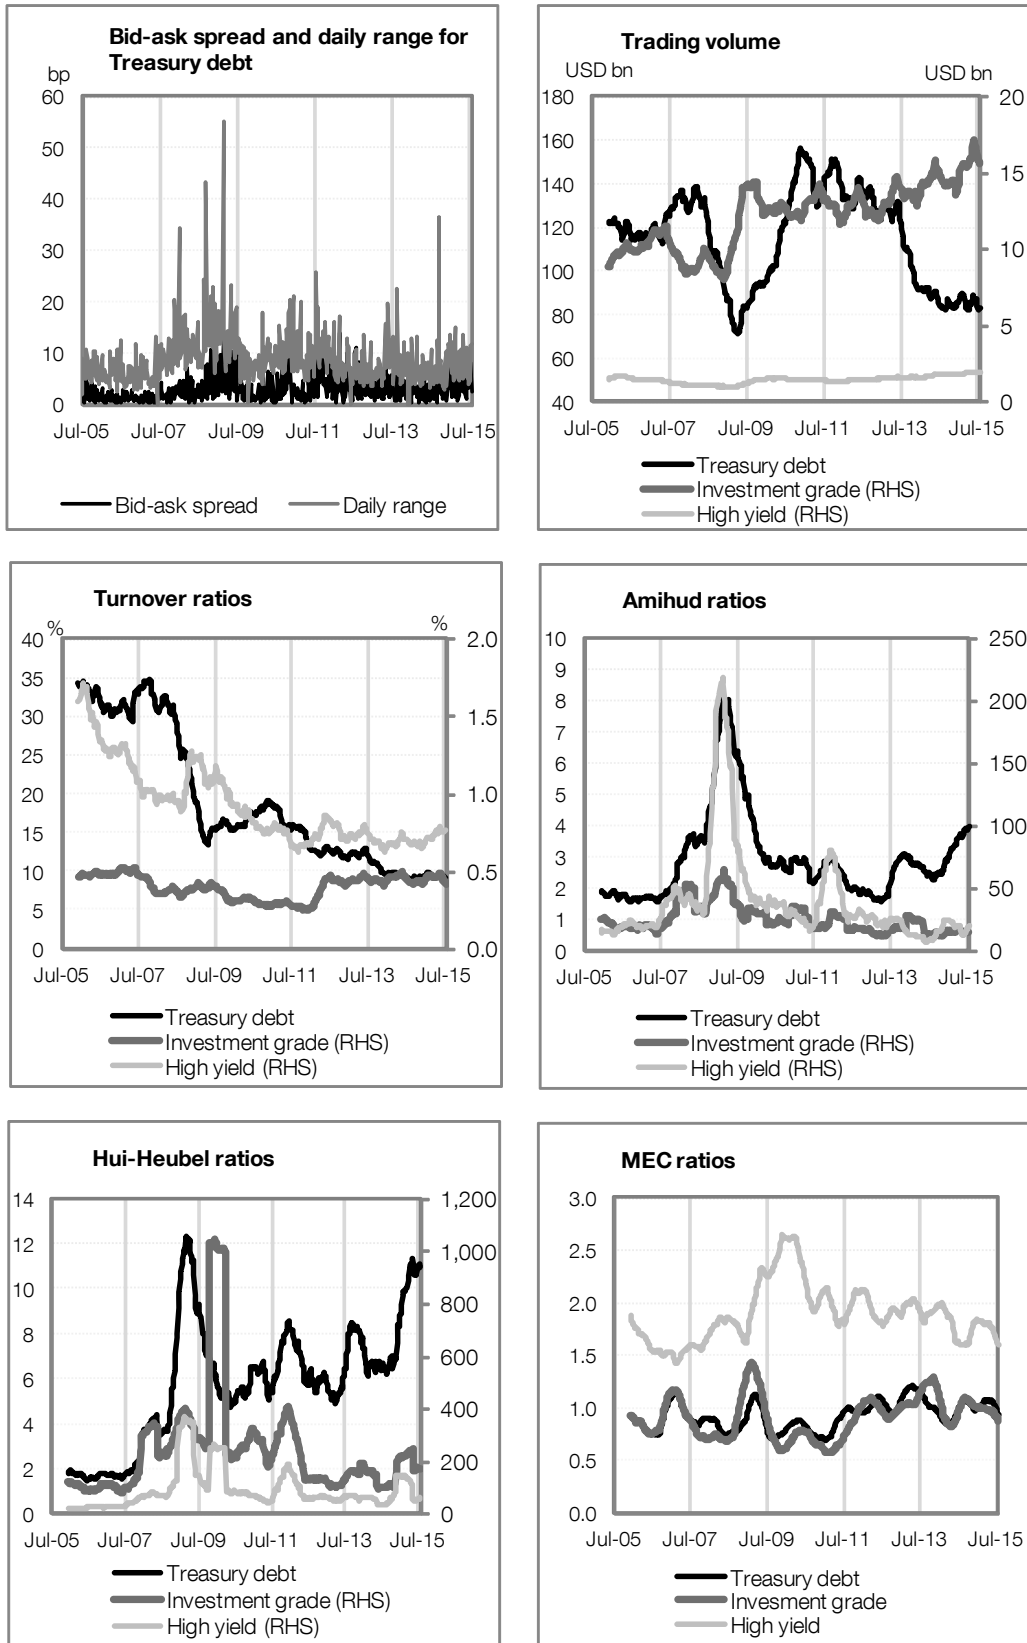 Bid-ask spread and daily range for
Treasury debt
bp
60
50
40
30
20
10
0
Jul-05 Jul-07 Jul-09 Jul-11 Jul-13 Jul-15
Bid-ask spread Daily range
Trading volume
USD bn USD bn
180 20
160
140 15
120
100 10
80 5
60
40 0
Jul-05 Jul-07 Jul-09 Jul-11 Jul-13 Jul-15
Treasury debt
Investment grade (RHS)
High yield (RHS)
Turnover ratios
% %
40 2.0
35
30 1.5
25
20 1.0
15
10 0.5
5
0 0.0
Jul-05 Jul-07 Jul-09 Jul-11 Jul-13 Jul-15
Treasury debt
Investment grade (RHS)
High yield (RHS)
Amihud ratios
10 250
9
8 200
7
6 150
5
4 100
3
2 50
1
0 0
Jul-05 Jul-07 Jul-09 Jul-11 Jul-13 Jul-15
Treasury debt
Investment grade (RHS)
High yield (RHS)
Hui-Heubel ratios
14 1,200
12 1,000
10 800
8
6 600
4 400
2 200
0 0
Jul-05 Jul-07 Jul-09 Jul-11 Jul-13 Jul-15
Treasury debt
Investment grade (RHS)
High yield (RHS)
MEC ratios
3.0
2.5
2.0
1.5
1.0
0.5
0.0
Jul-05 Jul-07 Jul-09 Jul-11 Jul-13 Jul-15
Treasury debt
Invesment grade
High yield